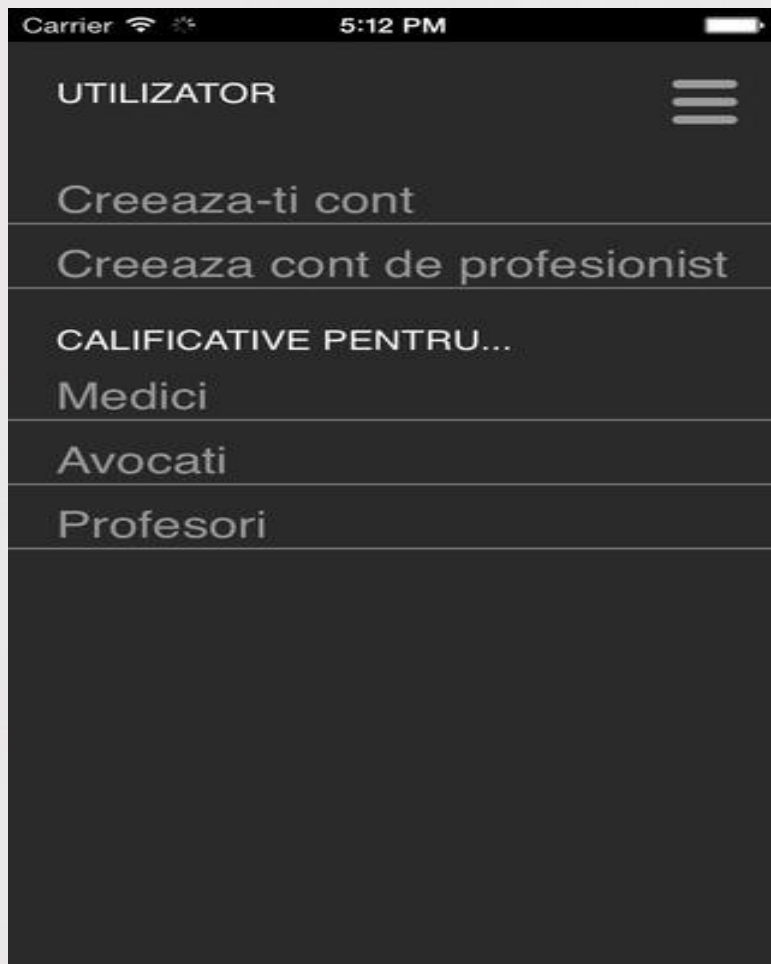 Carrier 5:12 PM
UTILIZATOR
Creeaza-ti cont
Creeaza cont de profesionist
CALIFICATIVE PENTRU...
Medici
Avocati
Profesori